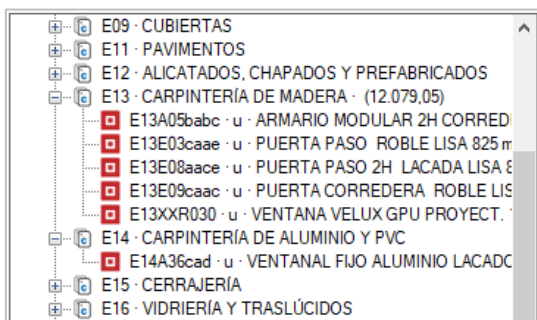 E09 · CUBIERTAS
E11 · PAVIMENTOS
E12 · ALICATADOS, CHAPADOS Y PREFABRICADOS
E13 · CARPINTERÍA DE MADERA · (12.079,05)
E13A05babc · u · ARMARIO MODULAR 2H CORRED
E13E03caae · u · PUERTA PASO ROBLE LISA 825 m
E13E08aace · u · PUERTA PASO 2H LACADA LISA 8
E13E09caac · u · PUERTA CORREDERA ROBLE LIS
E13XXR030 · u · VENTANA VELUX GPU PROYECT.
E14 · CARPINTERÍA DE ALUMINIO Y PVC
E14A36cad · u · VENTANAL FIJO ALUMINIO LACADO
E15 · CERRAJERÍA
E16 · VIDRIERÍA Y TRASLÚCIDOS